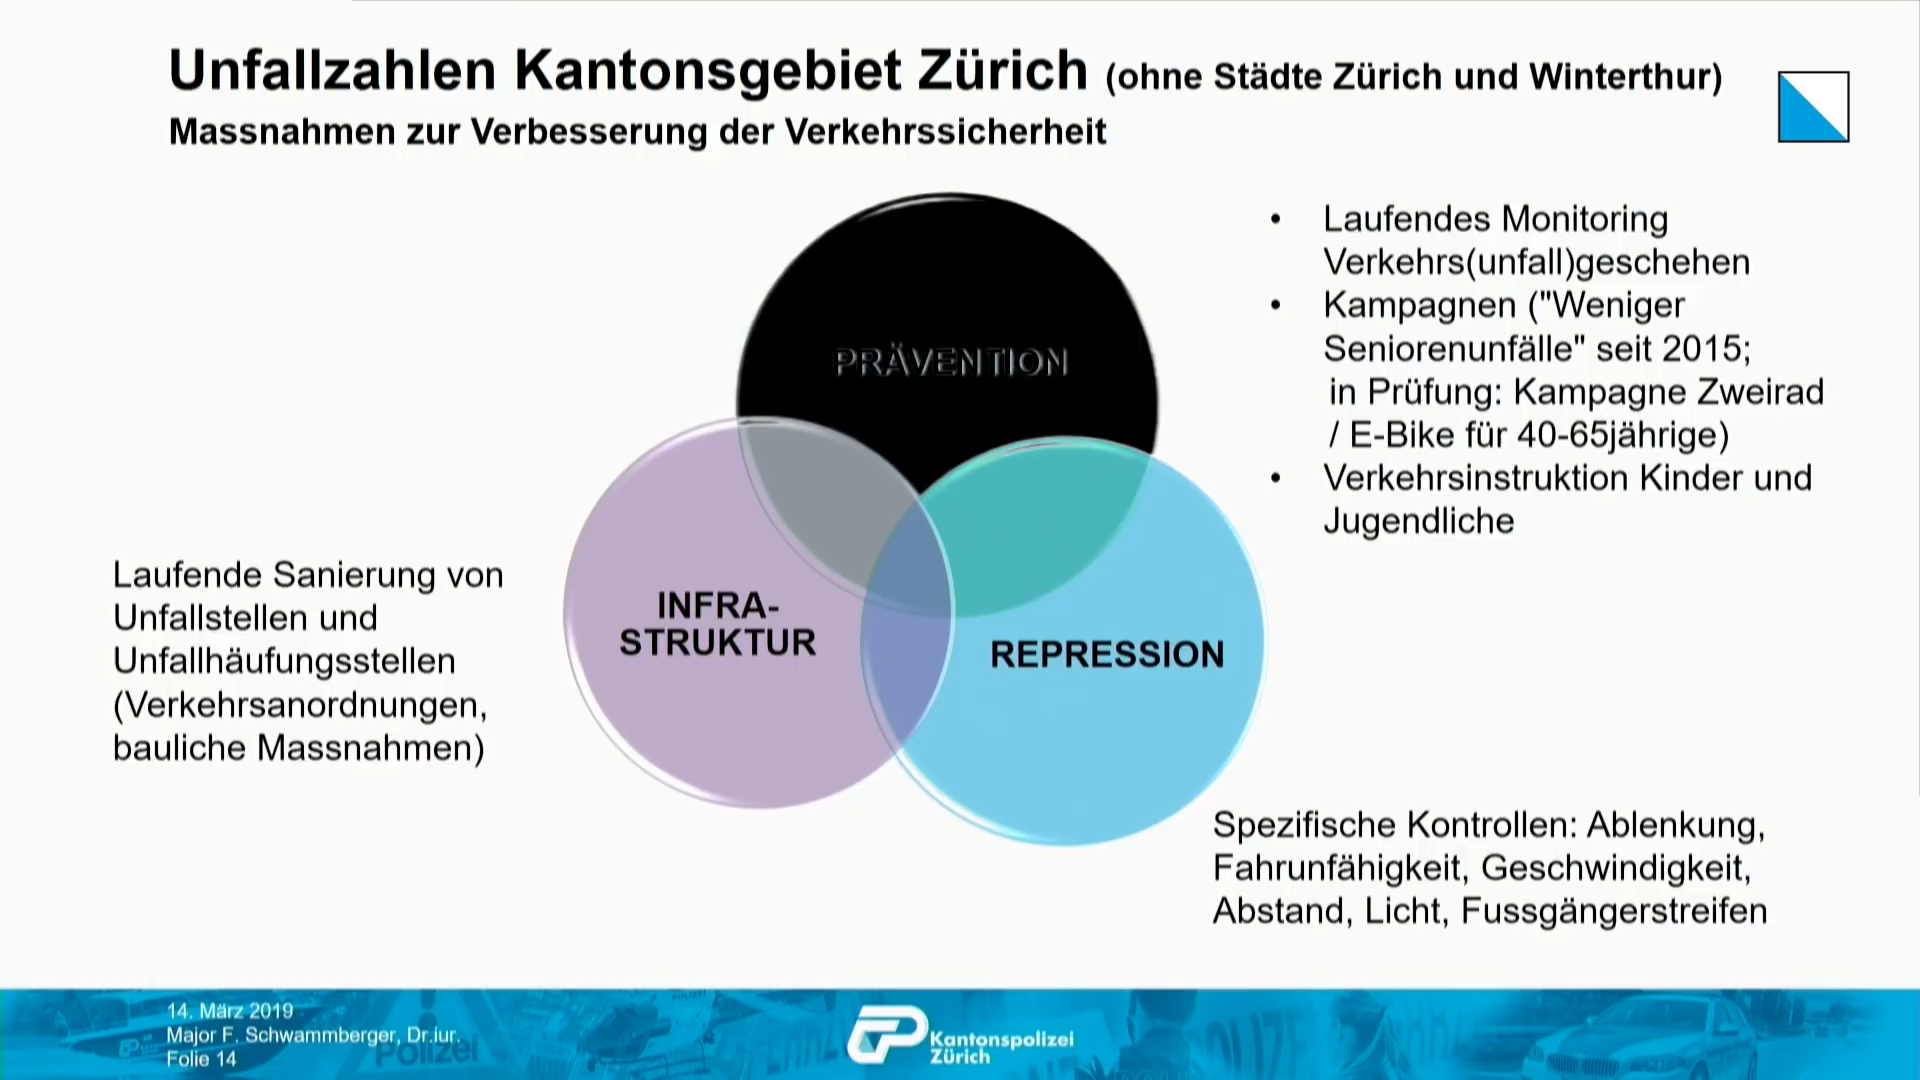 Unfallzahlen Kantonsgebiet Zürich (ohne Städte Zürich und Winterthur)
Massnahmen zur Verbesserung der Verkehrssicherheit
• Laufendes Monitoring
Verkehrs(unfall)geschehen
• Kampagnen ("Weniger
Seniorenunfälle" seit 2015;
in Prüfung: Kampagne Zweirad
/ E-Bike für 40-65jährige)
• Verkehrsinstruktion Kinder und
Jugendliche
PRÄVENTION
Laufende Sanierung von
Unfallstellen und
Unfallhäufungsstellen
(Verkehrsanordnungen,
bauliche Massnahmen)
INFRA-
STRUKTUR
REPRESSION
Spezifische Kontrollen: Ablenkung,
Fahrunfähigkeit, Geschwindigkeit,
Abstand, Licht, Fussgängerstreifen
14. März 2019
Major F. Schwammberger, Dr.iur.
Folie 14
Polizei
Kantonspolizei
Zürich